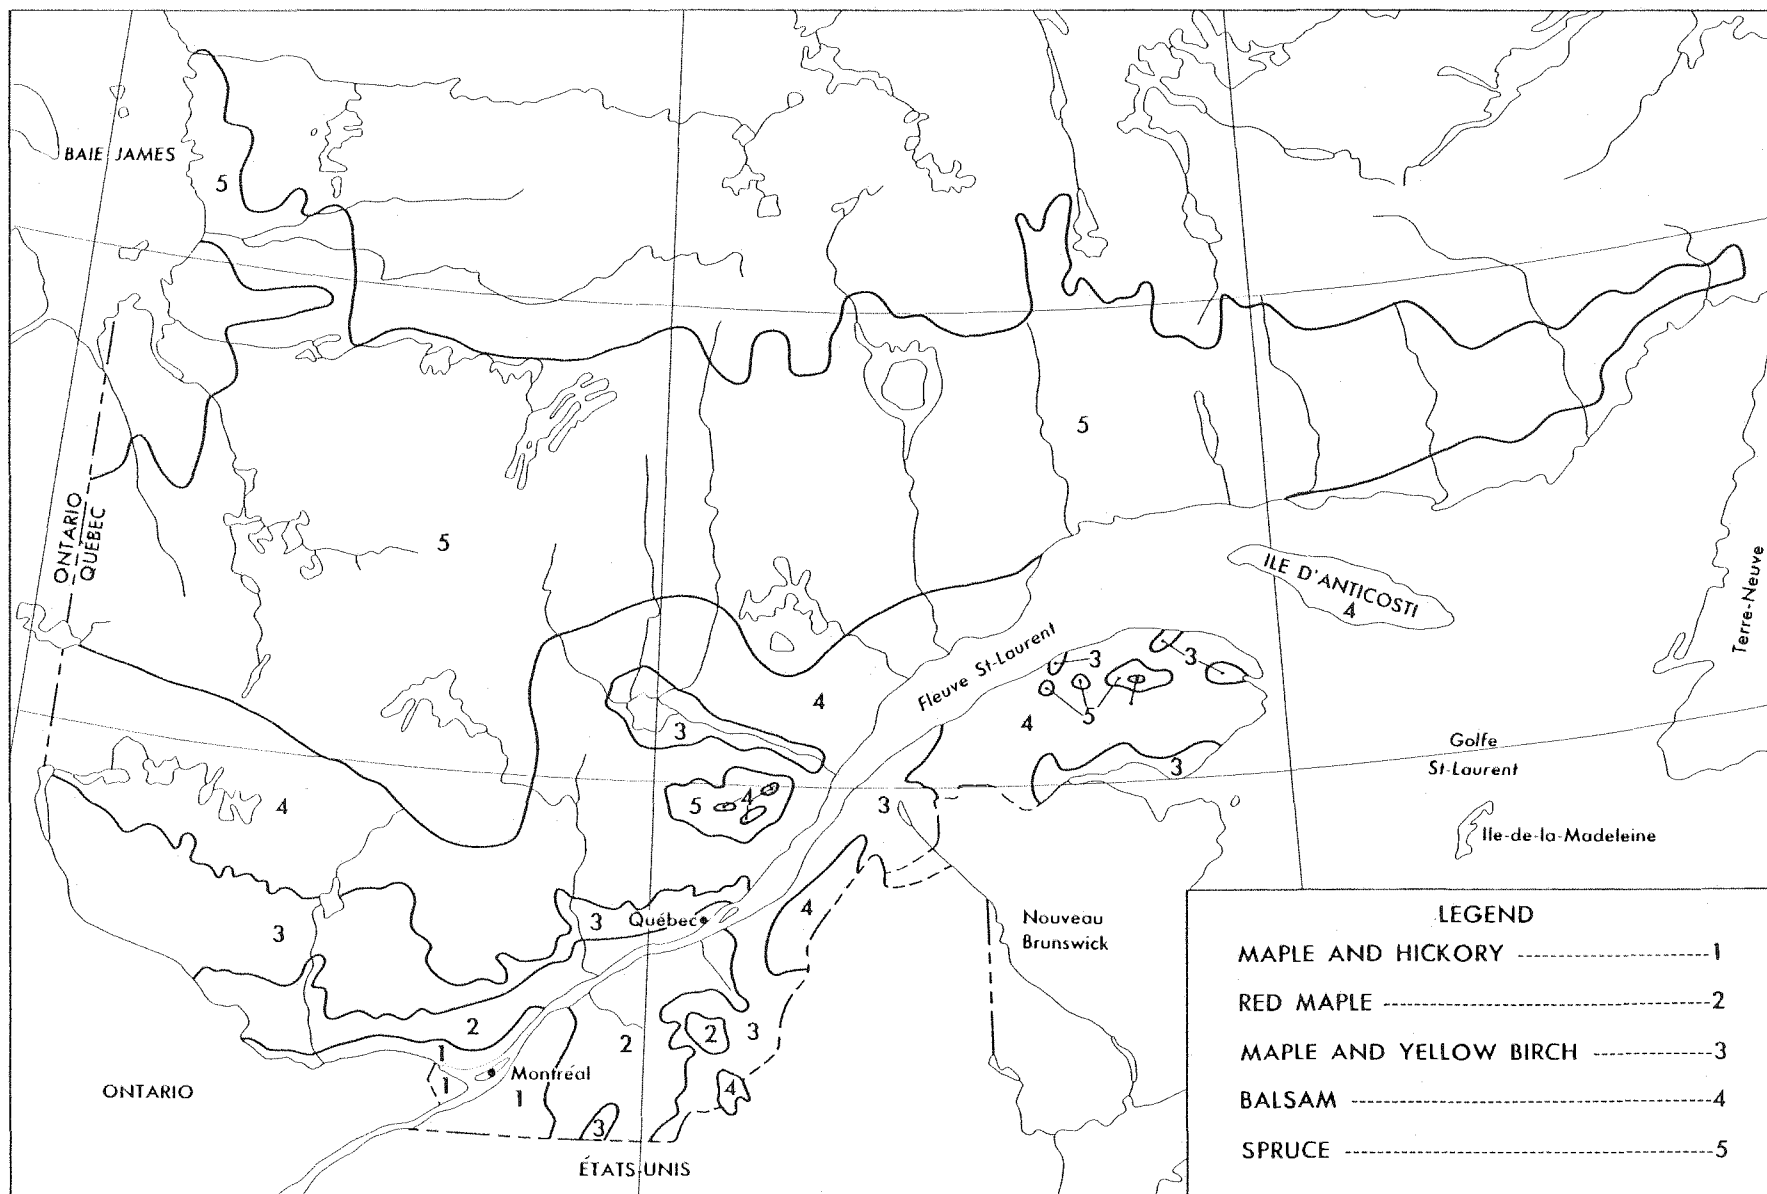 BAIE JAMES
5
5
ONTARIO
QUÉBEC
5
ILE D'ANTICOSTI
4
Terre-Neuve
Fleuve St-Laurent
3
3
5
4
4
3
3
Golfe
St-Laurent
4
5
4
3
Ile-de-la-Madeleine
3
3
Québec
4
Nouveau
Brunswick
2
2
2
3
1
1
Montréal
1
4
3
ONTARIO
ÉTATS-UNIS
LEGEND
MAPLE AND HICKORY ---------------------1
RED MAPLE ----------------------------------2
MAPLE AND YELLOW BIRCH ------------3
BALSAM -------------------------------------4
SPRUCE --------------------------------------5